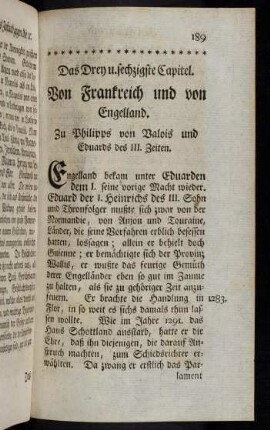 189
Das Drey u. sechzigste Capitel.
Von Frankreich und von
Engelland.
Zu Philipps von Valois und
Eduards des III. Zeiten.
Engelland bekam unter Eduarden
dem I. seine vorige Macht wieder.
Eduard der I. Heinrichs des III. Sohn
und Thronfolger mußte sich zwar von der
Normandie, von Anjou und Touraine,
Länder, die seine Vorfahren erblich besessen
hatten, lossagen; allein er behielt doch
Guienne; er bemächtigte sich der Provinz
Wallis, er wußte das feurige Gemüth
derer Engelländer eben so gut im Zaume
zu halten, als sie zu gehöriger Zeit anzu-
feuern. Er brachte die Handlung in 1283.
Flor, in so weit es sichs damals thun las-
sen wollte. Wie im Jahre 1291. das
Haus Schottland ausstarb, hatte er die
Ehre, daß ihn diejenigen, die darauf An-
spruch machten, zum Schiedsrichter er-
wählten. Da zwang er erstlich das Par-
lament